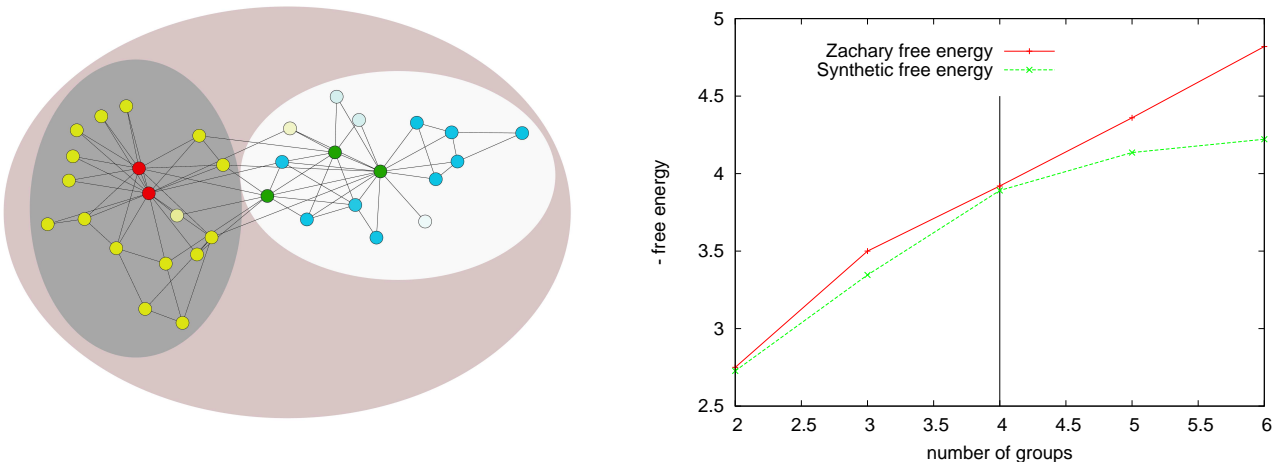 5
4.5
4
3.5
3
2.5
2 2.5 3 3.5 4 4.5 5 5.5 6
- free energy
number of groups
Zachary free energy
Synthetic free energy